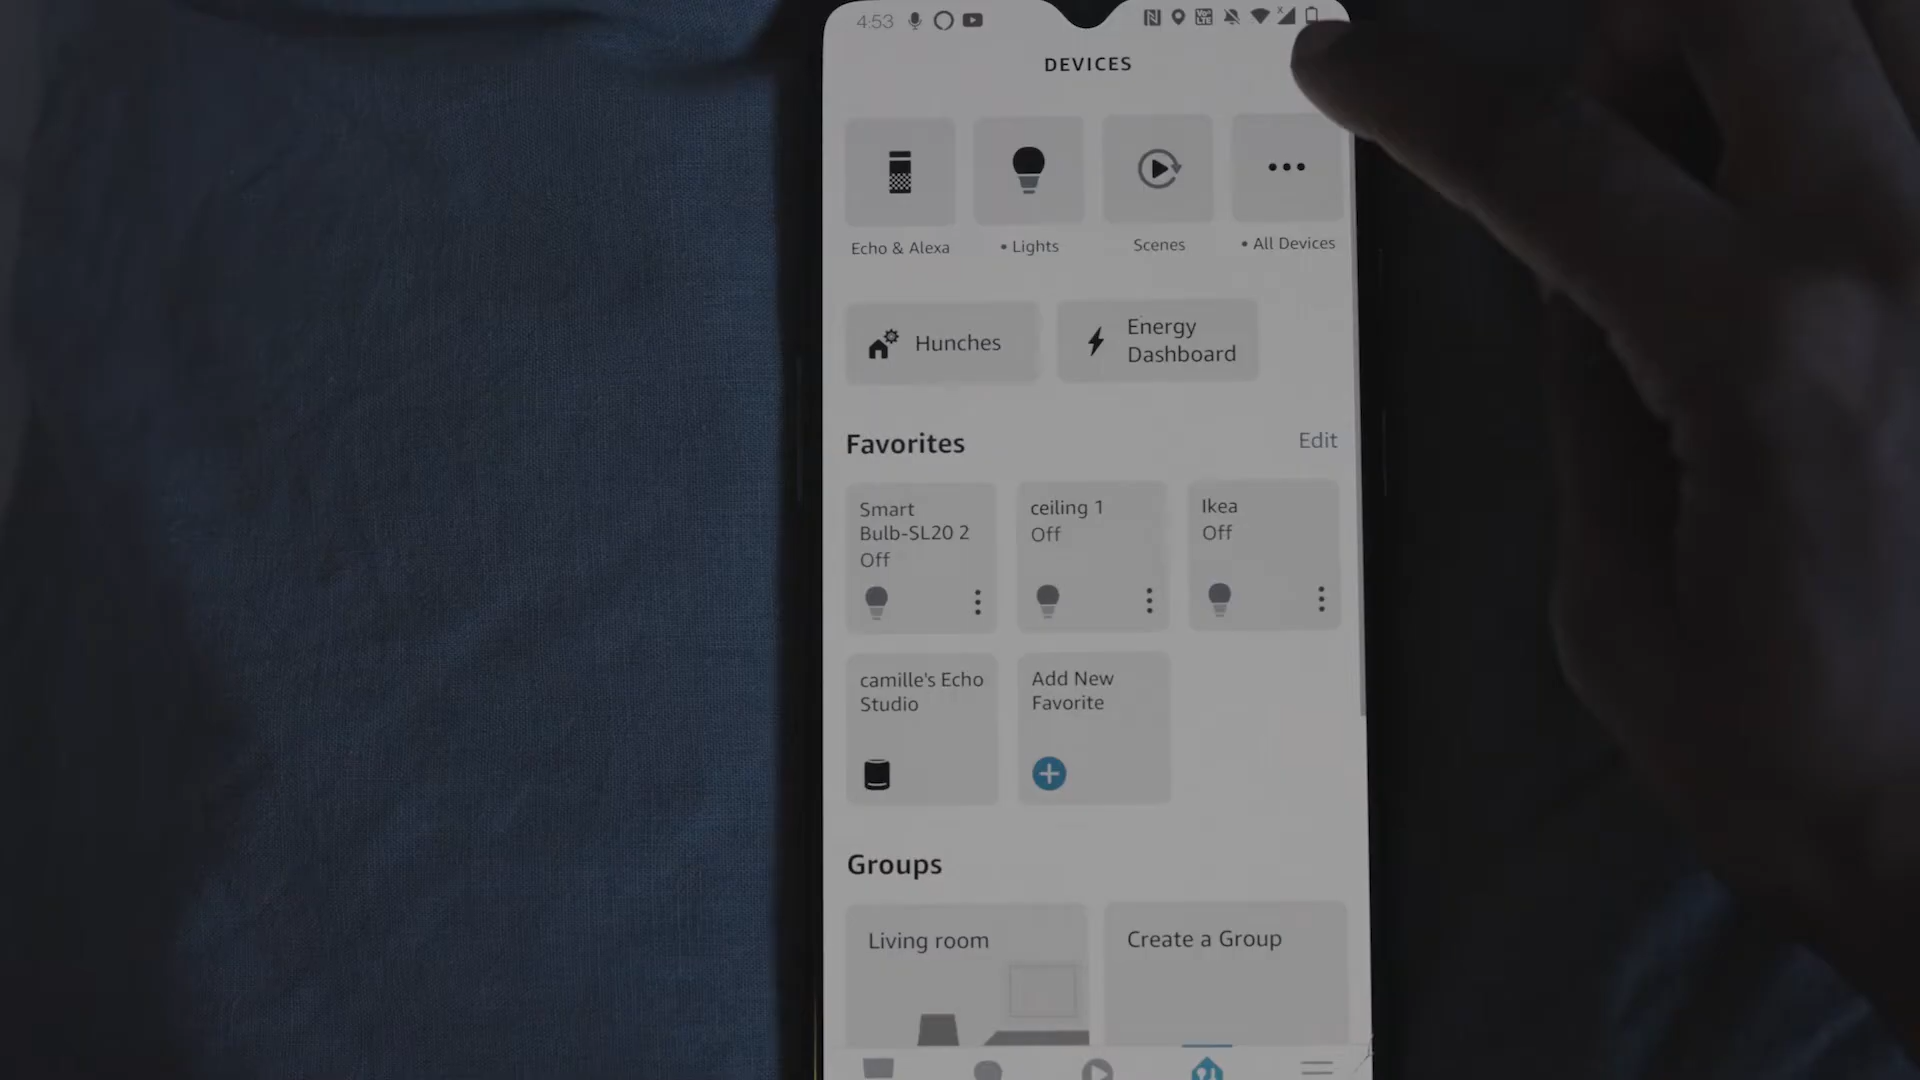 4:53
DEVICES
Echo & Alexa
• Lights
Scenes
• All Devices
Hunches
Energy
Dashboard
Favorites
Edit
Smart
Bulb-SL20 2
Off
ceiling 1
Off
Ikea
Off
camille's Echo
Studio
Add New
Favorite
Groups
Living room
Create a Group